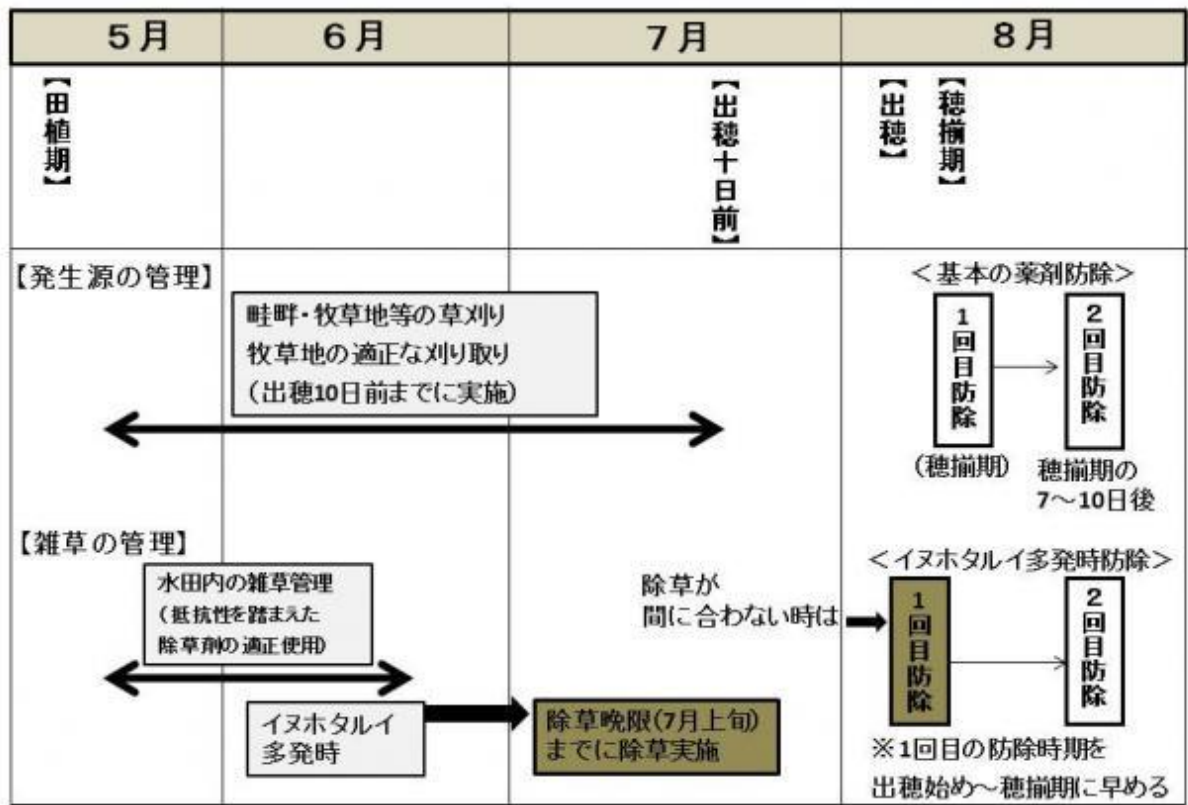 5月
6月
7月
8月
【田植期】
【出穂十日前】
【出穂】
【穂揃期】
【発生源の管理】
畦畔・牧草地等の草刈り
牧草地の適正な刈り取り
（出穂10日前までに実施）
＜基本の薬剤防除＞
1回目防除
2回目防除
（穂揃期）
穂揃期の
7～10日後
【雑草の管理】
水田内の雑草管理
（抵抗性を踏まえた
除草剤の適正使用）
イヌホタルイ
多発時
除草晩限(7月上旬)
までに除草実施
除草が
間に合わない時は
＜イヌホタルイ多発時防除＞
1回目防除
2回目防除
※1回目の防除時期を
出穂始め～穂揃期に早める